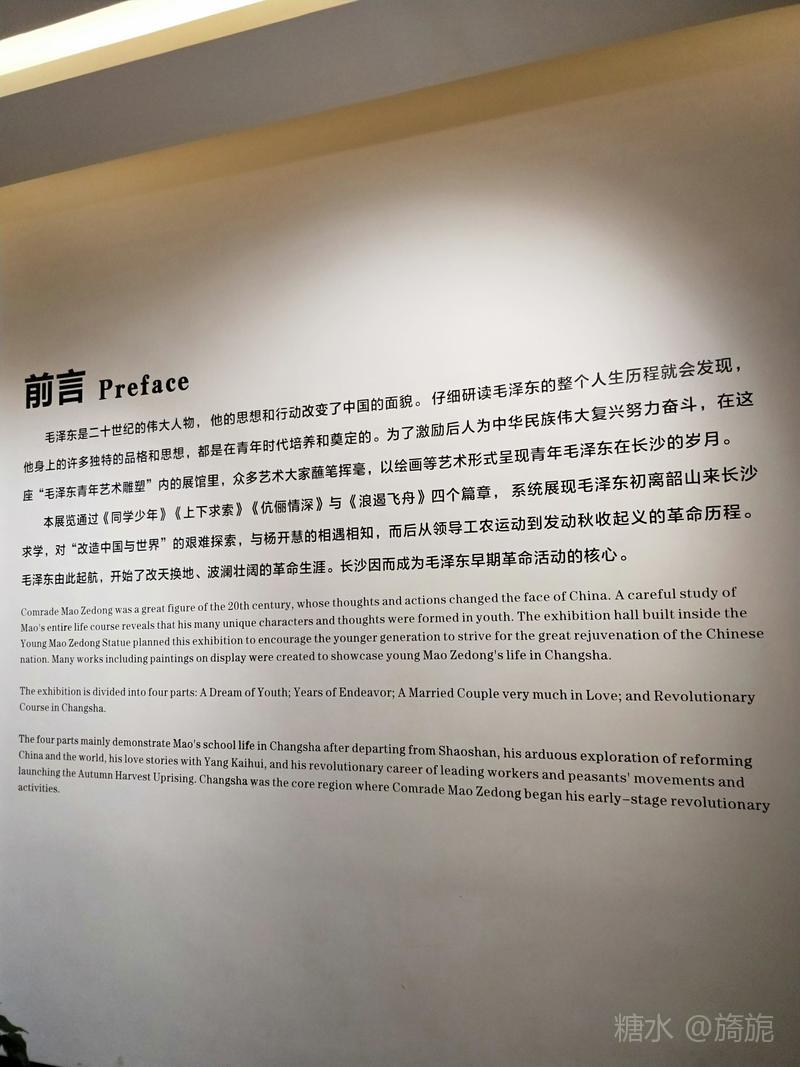 前言 Preface
毛泽东是二十世纪的伟大人物，他的思想和行动改变了中国的面貌。仔细研读毛泽东的整个人生历程就会发现，
他身上的许多独特的品格和思想，都是在青年时代培养和奠定的。为了激励后人为中华民族伟大复兴努力奋斗，在这
座“毛泽东青年艺术雕塑”内的展馆里，众多艺术大家蘸笔挥毫，以绘画等艺术形式呈现青年毛泽东在长沙的岁月。
本展览通过《同学少年》《上下求索》《伉俪情深》与《浪遏飞舟》四个篇章，系统展现毛泽东初离韶山来长沙
求学，对“改造中国与世界”的艰难探索，与杨开慧的相遇相知，而后从领导工农运动到发动秋收起义的革命历程。
毛泽东由此起航，开始了改天换地、波澜壮阔的革命生涯。长沙因而成为毛泽东早期革命活动的核心。
Comrade Mao Zedong was a great figure of the 20th century, whose thoughts and actions changed the face of China. A careful study of
Mao's entire life course reveals that his many unique characters and thoughts were formed in youth. The exhibition hall built inside the
Young Mao Zedong Statue planned this exhibition to encourage the younger generation to strive for the great rejuvenation of the Chinese
nation. Many works including paintings on display were created to showcase young Mao Zedong's life in Changsha.
The exhibition is divided into four parts: A Dream of Youth; Years of Endeavor; A Married Couple very much in Love; and Revolutionary
Course in Changsha.
The four parts mainly demonstrate Mao's school life in Changsha after departing from Shaoshan, his arduous exploration of reforming
China and the world, his love stories with Yang Kaihui, and his revolutionary career of leading workers and peasants' movements and
launching the Autumn Harvest Uprising. Changsha was the core region where Comrade Mao Zedong began his early-stage revolutionary
activities.
糖水 @旖旎